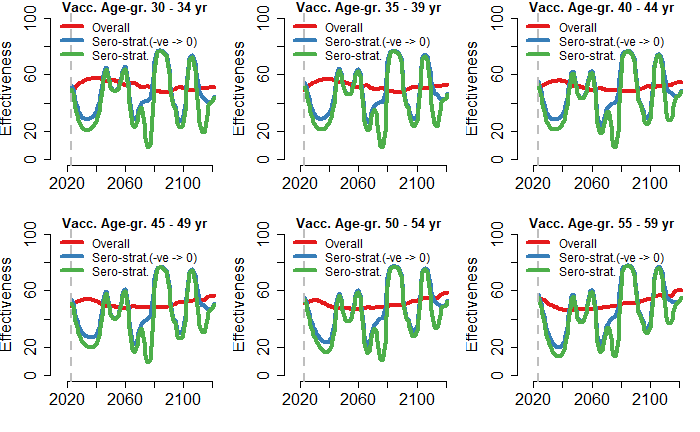 Vacc. Age-gr. 30 - 34 yr
Effectiveness
0 20 60 100
Overall
Sero-strat.(-ve -> 0)
Sero-strat.
2020 2060 2100
Vacc. Age-gr. 35 - 39 yr
Effectiveness
0 20 60 100
Overall
Sero-strat.(-ve -> 0)
Sero-strat.
2020 2060 2100
Vacc. Age-gr. 40 - 44 yr
Effectiveness
0 20 60 100
Overall
Sero-strat.(-ve -> 0)
Sero-strat.
2020 2060 2100
Vacc. Age-gr. 45 - 49 yr
Effectiveness
0 20 60 100
Overall
Sero-strat.(-ve -> 0)
Sero-strat.
2020 2060 2100
Vacc. Age-gr. 50 - 54 yr
Effectiveness
0 20 60 100
Overall
Sero-strat.(-ve -> 0)
Sero-strat.
2020 2060 2100
Vacc. Age-gr. 55 - 59 yr
Effectiveness
0 20 60 100
Overall
Sero-strat.(-ve -> 0)
Sero-strat.
2020 2060 2100